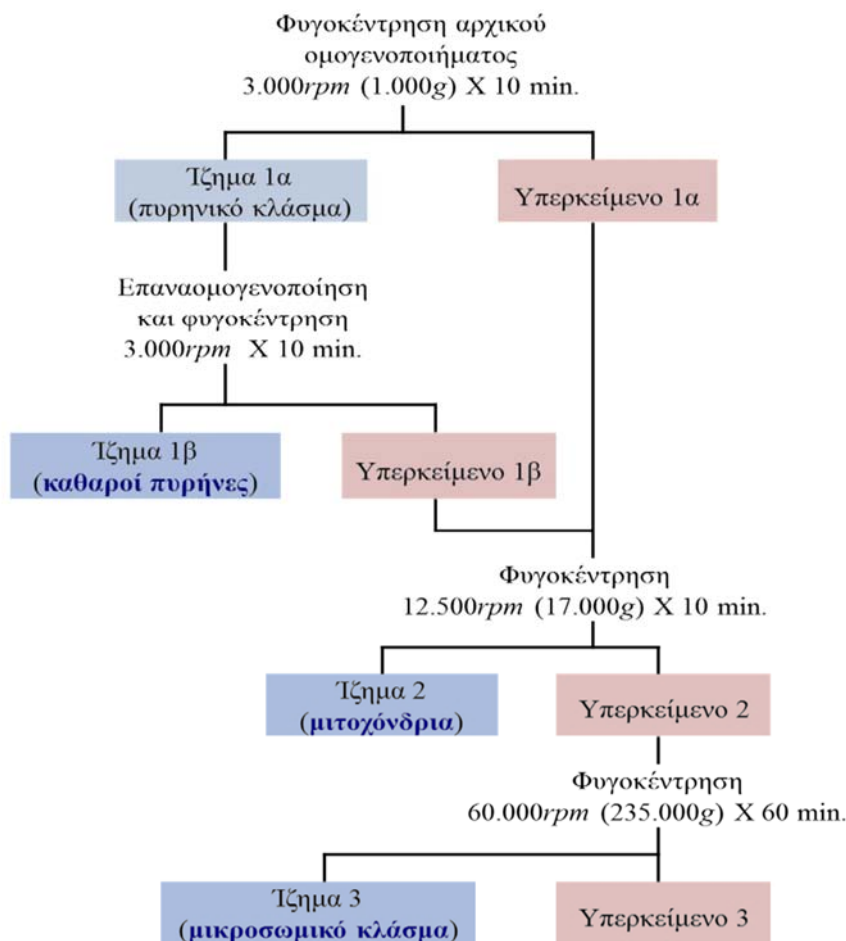 Φυγοκέντρηση αρχικού
ομογενοποιήματος
3.000rpm (1.000g) X 10 min.
Ίζημα 1α
(πυρηνικό κλάσμα)
Υπερκείμενο 1α
Επαναομογενοποίηση
και φυγοκέντρηση
3.000rpm X 10 min.
Ίζημα 1β
(καθαροί πυρήνες)
Υπερκείμενο 1β
Φυγοκέντρηση
12.500rpm (17.000g) X 10 min.
Ίζημα 2
(μιτοχόνδρια)
Υπερκείμενο 2
Φυγοκέντρηση
60.000rpm (235.000g) X 60 min.
Ίζημα 3
(μικροσωμικό κλάσμα)
Υπερκείμενο 3